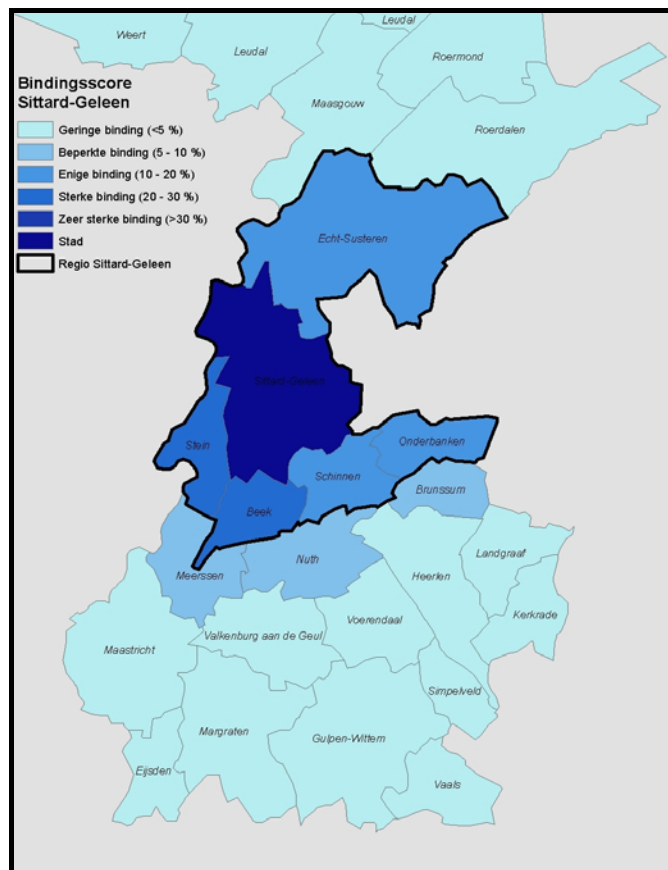 Weert
Leudal
Leudal
Roermond
Maasgouw
Roerdalen
Bindingsscore
Sittard-Geleen
Geringe binding (<5 %)
Beperkte binding (5 - 10 %)
Enige binding (10 - 20 %)
Sterke binding (20 - 30 %)
Zeer sterke binding (>30 %)
Stad
Regio Sittard-Geleen
Echt-Susteren
Sittard-Geleen
Stein
Onderbanken
Schinnen
Brunssum
Beek
Landgraaf
Nuth
Meerssen
Heerlen
Kerkrade
Voerendaal
Valkenburg aan de Geul
Maastricht
Simpelveld
Margraten
Gulpen-Wittem
Eijsden
Vaals